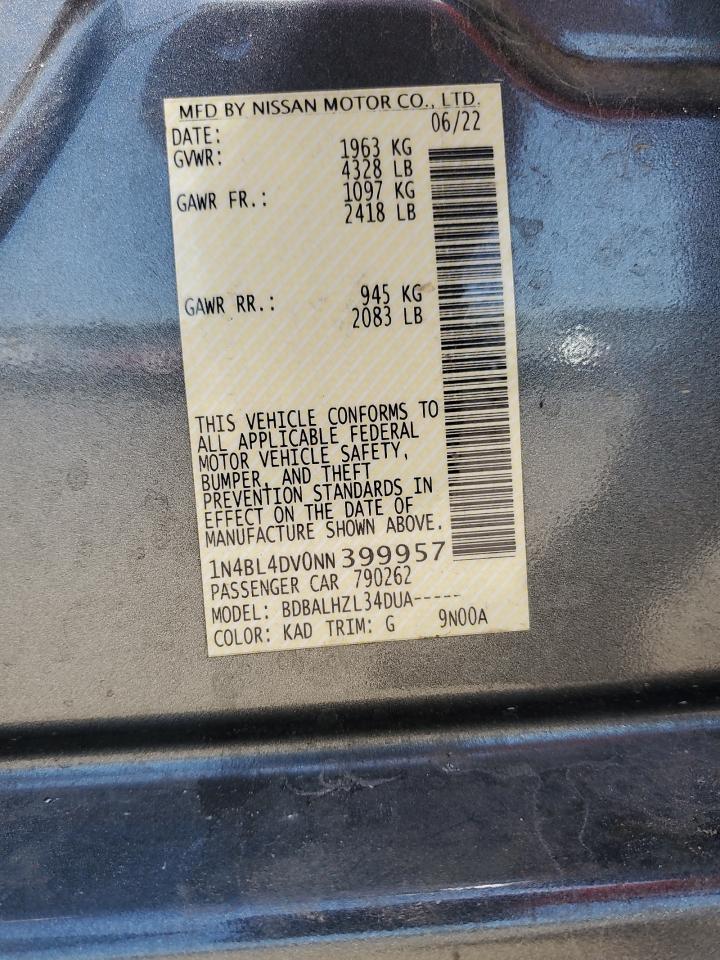 MFD BY NISSAN MOTOR CO., LTD.
DATE: 06/22
GVWR: 1963 KG
4328 LB
GAWR FR.: 1097 KG
2418 LB
GAWR RR.: 945 KG
2083 LB
THIS VEHICLE CONFORMS TO
ALL APPLICABLE FEDERAL
MOTOR VEHICLE SAFETY,
BUMPER, AND THEFT
PREVENTION STANDARDS IN
EFFECT ON THE DATE OF
MANUFACTURE SHOWN ABOVE.
1N4BL4DV0NN399957
PASSENGER CAR 790262
MODEL: BDBALHZL34DUA-----
COLOR: KAD TRIM: G 9N00A